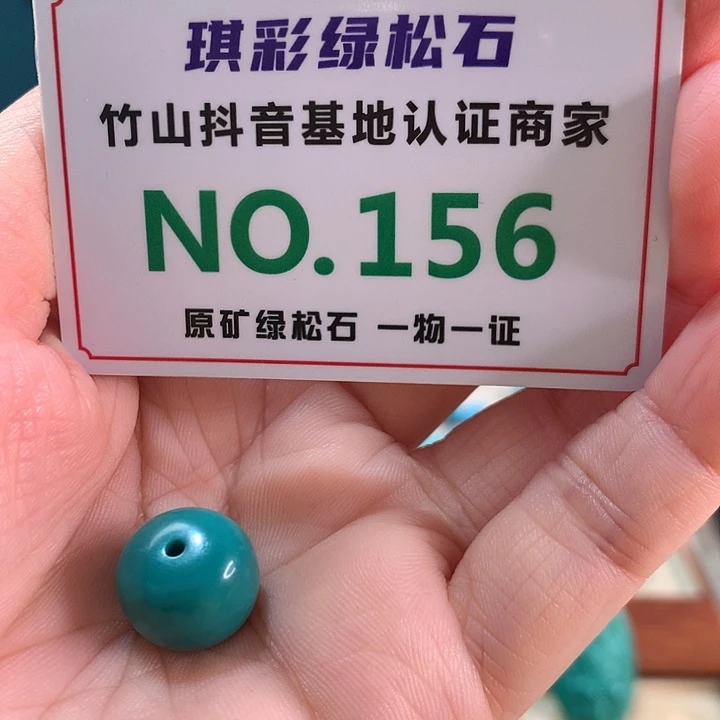 琪彩绿松石
竹山抖音基地认证商家
NO.156
原矿绿松石 一物一证